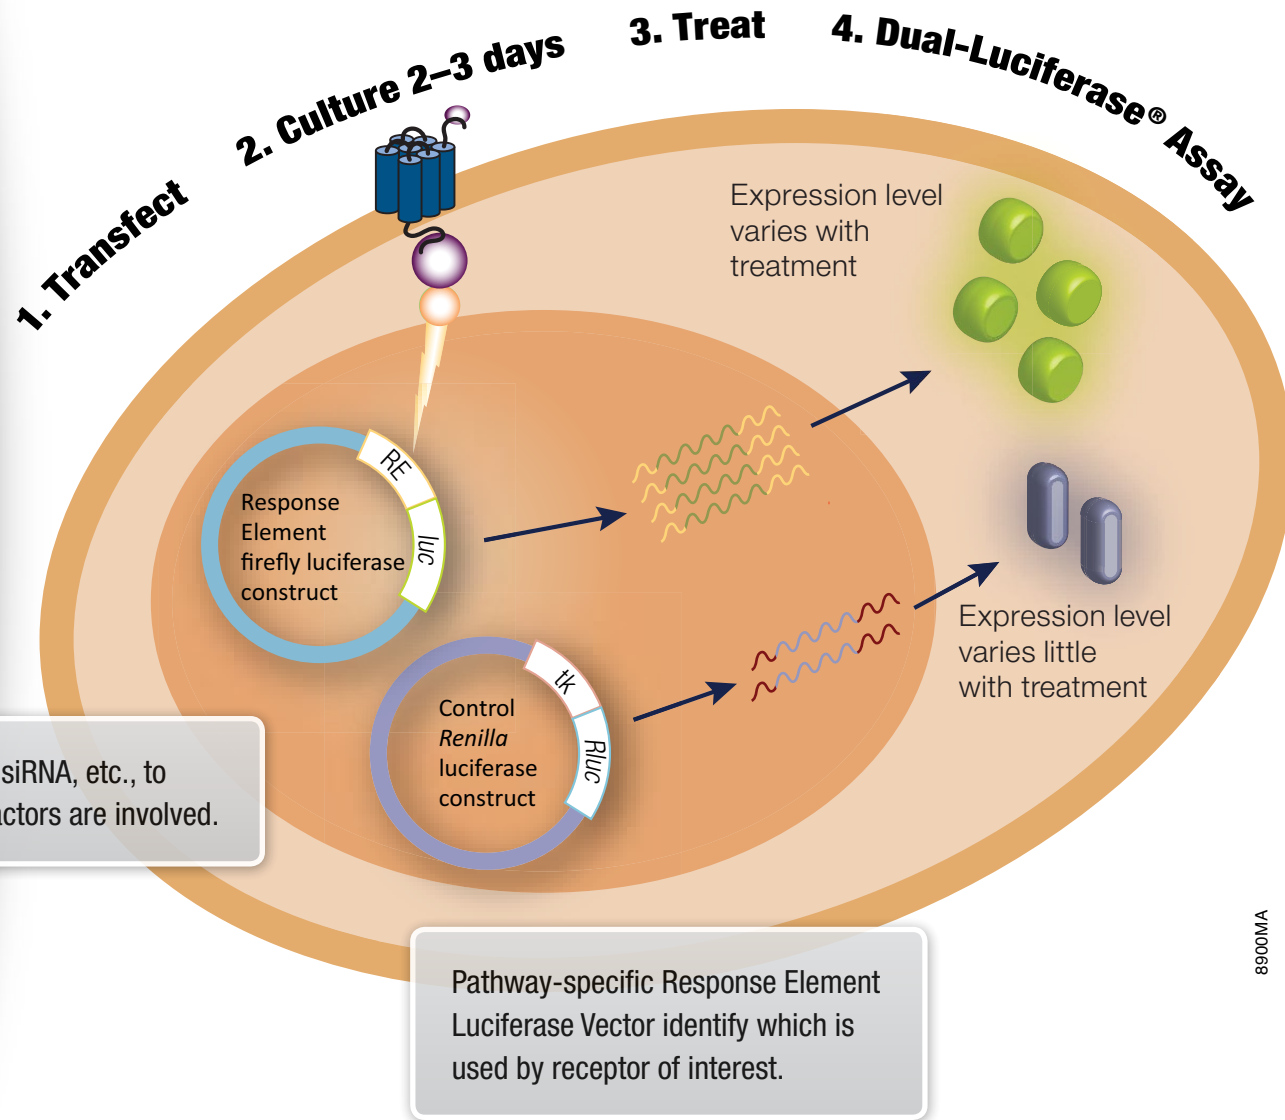 1. Transfect
2. Culture 2–3 days
3. Treat
4. Dual-Luciferase® Assay
Expression level
varies with
treatment
RE
luc
Response
Element
firefly luciferase
construct
tk
Rluc
Control
Renilla
luciferase
construct
Expression level
varies little
with treatment
siRNA, etc., to
actors are involved.
Pathway-specific Response Element
Luciferase Vector identify which is
used by receptor of interest.
8900MA